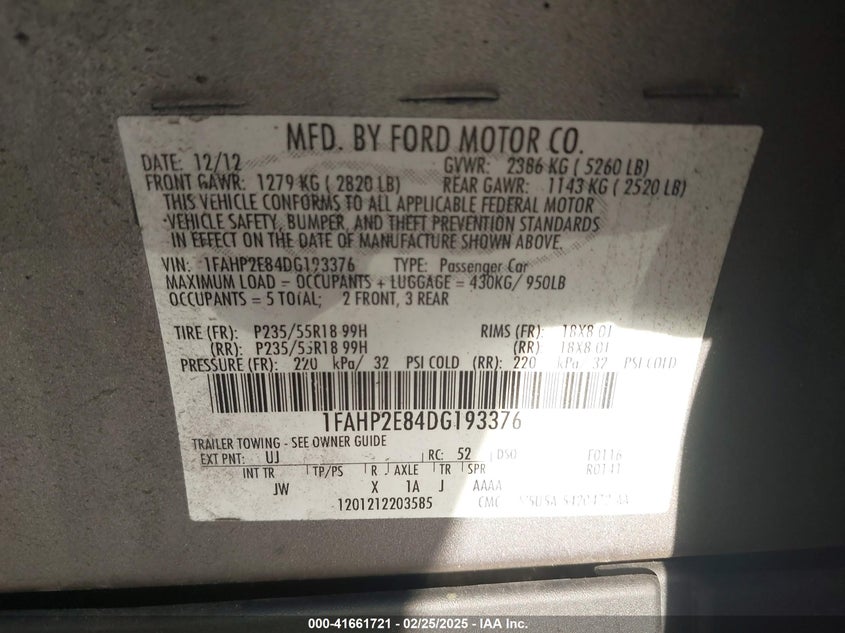 MFD. BY FORD MOTOR CO.
DATE: 12/12 GVWR: 2386 KG ( 5260 LB)
FRONT GAWR: 1279 KG ( 2820 LB) REAR GAWR: 1143 KG ( 2520 LB)
THIS VEHICLE CONFORMS TO ALL APPLICABLE FEDERAL MOTOR
VEHICLE SAFETY, BUMPER, AND THEFT PREVENTION STANDARDS
IN EFFECT ON THE DATE OF MANUFACTURE SHOWN ABOVE.
VIN: 1FAHP2E84DG193376 TYPE: Passenger Car
MAXIMUM LOAD = OCCUPANTS + LUGGAGE = 430KG/ 950LB
OCCUPANTS = 5 TOTAL; 2 FRONT, 3 REAR
TIRE (FR): P235/55R18 99H RIMS (FR): 18X8.0J
(RR): P235/55R18 99H (RR): 18X8.0J
PRESSURE (FR): 220 kPa/ 32 PSI COLD (RR): 220 kPa/ 32 PSI COLD
1FAHP2E84DG193376
TRAILER TOWING - SEE OWNER GUIDE
EXT PNT: UJ RC: 52 DSO F0116
INT TR TP/PS R AXLE TR SPR R0141
JW X 1A J AAAA
1201212203585 CMC
000-41661721 - 02/25/2025 - IAA Inc.